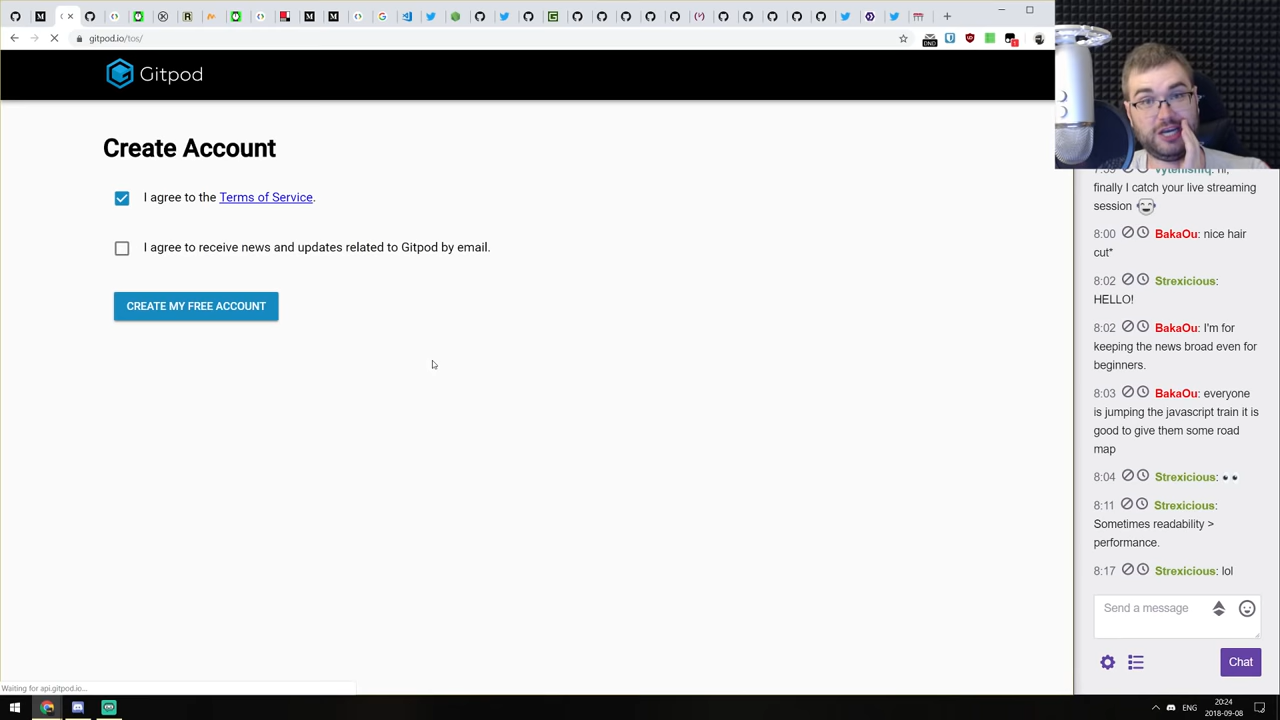 gitpod.io/tos/
DND
1
Gitpod
Create Account
I agree to the Terms of Service.
I agree to receive news and updates related to Gitpod by email.
CREATE MY FREE ACCOUNT
Waiting for api.gitpod.io...
finally I catch your live streaming
session
8:00 BakaOu: nice hair
cut*
8:02 Strexicious:
HELLO!
8:02 BakaOu: I'm for
keeping the news broad even for
beginners.
8:03 BakaOu: everyone
is jumping the javascript train it is
good to give them some road
map
8:04 Strexicious:
8:11 Strexicious:
Sometimes readability >
performance.
8:17 Strexicious: lol
Send a message
Chat
ENG
20:24
2018-09-08